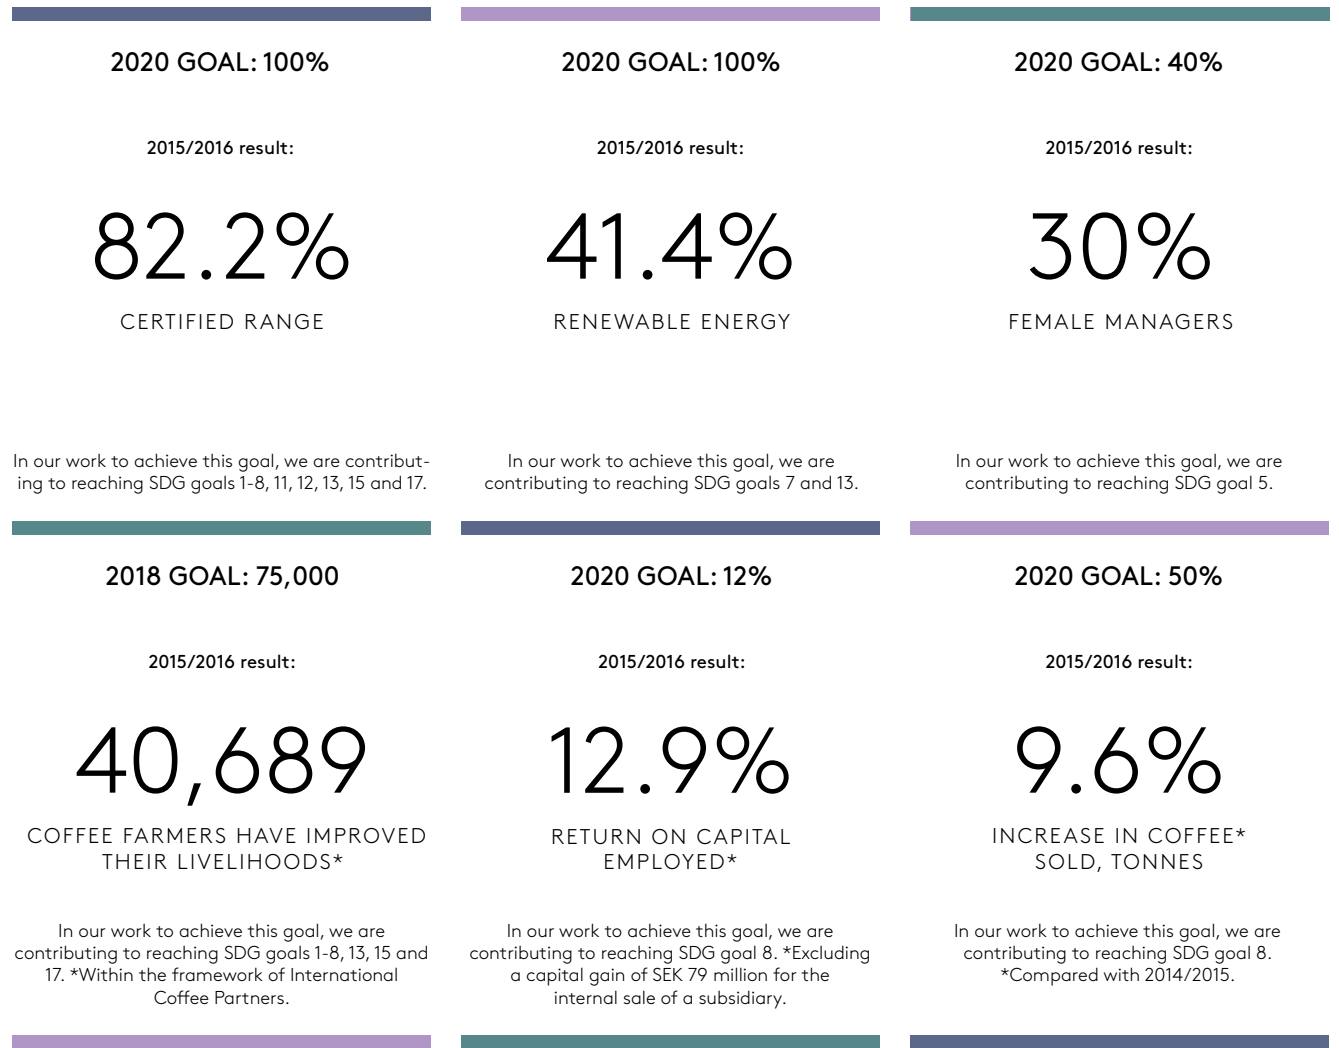 2020 GOAL: 100%
2015/2016 result:
82.2%
CERTIFIED RANGE
In our work to achieve this goal, we are contribut-
ing to reaching SDG goals 1-8, 11, 12, 13, 15 and 17.
2020 GOAL: 100%
2015/2016 result:
41.4%
RENEWABLE ENERGY
In our work to achieve this goal, we are
contributing to reaching SDG goals 7 and 13.
2020 GOAL: 40%
2015/2016 result:
30%
FEMALE MANAGERS
In our work to achieve this goal, we are
contributing to reaching SDG goal 5.
2018 GOAL: 75,000
2015/2016 result:
40,689
COFFEE FARMERS HAVE IMPROVED
THEIR LIVELIHOODS*
In our work to achieve this goal, we are
contributing to reaching SDG goals 1-8, 13, 15 and
17. *Within the framework of International
Coffee Partners.
2020 GOAL: 12%
2015/2016 result:
12.9%
RETURN ON CAPITAL
EMPLOYED*
In our work to achieve this goal, we are
contributing to reaching SDG goal 8. *Excluding
a capital gain of SEK 79 million for the
internal sale of a subsidiary.
2020 GOAL: 50%
2015/2016 result:
9.6%
INCREASE IN COFFEE*
SOLD, TONNES
In our work to achieve this goal, we are
contributing to reaching SDG goal 8.
*Compared with 2014/2015.